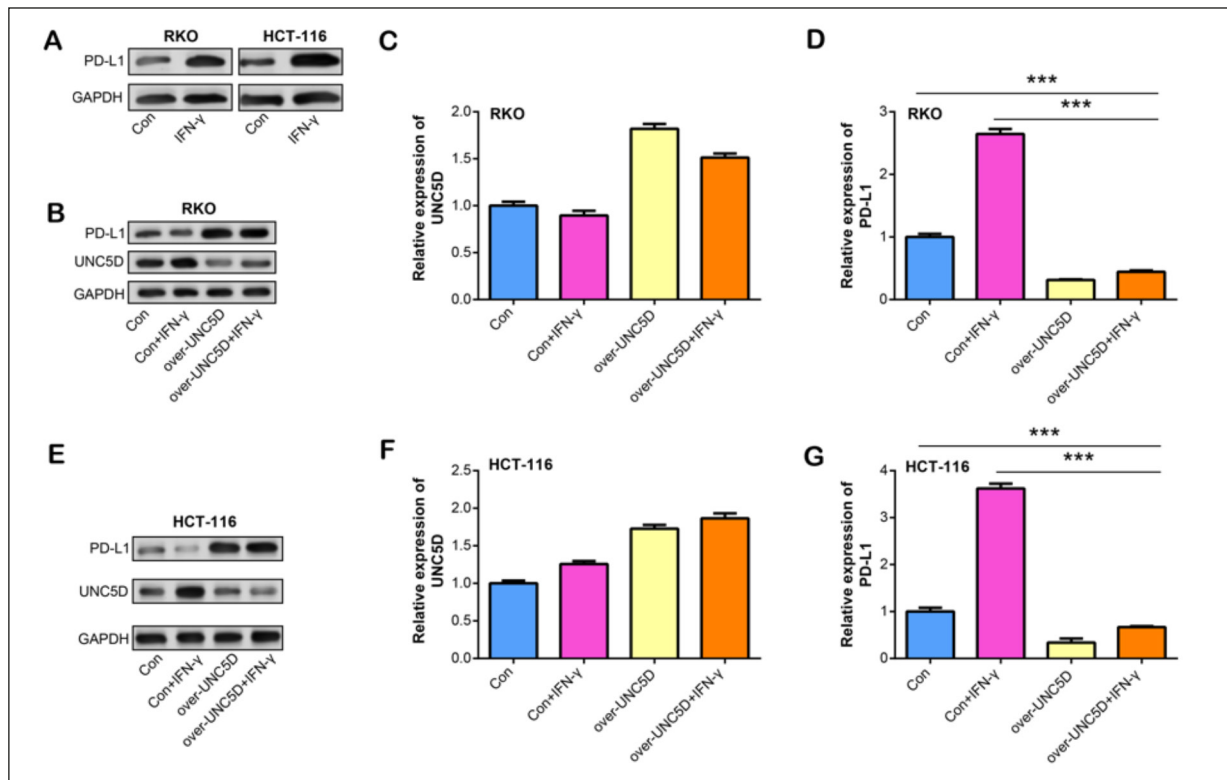 A
RKO
HCT-116
PD-L1
GAPDH
Con
IFN-γ
Con
IFN-γ
B
RKO
PD-L1
UNC5D
GAPDH
Con
Con+IFN-γ
over-UNC5D
over-UNC5D+IFN-γ
C
RKO
Relative expression of
UNC5D
2.0
1.5
1.0
0.5
0.0
Con
Con+IFN-γ
over-UNC5D
over-UNC5D+IFN-γ
D
***
***
RKO
Relative expression of
PD-L1
3
2
1
0
Con
Con+IFN-γ
over-UNC5D
over-UNC5D+IFN-γ
E
HCT-116
PD-L1
UNC5D
GAPDH
Con
Con+IFN-γ
over-UNC5D
over-UNC5D+IFN-γ
F
HCT-116
Relative expression of
UNC5D
2.5
2.0
1.5
1.0
0.5
0.0
Con
Con+IFN-γ
over-UNC5D
over-UNC5D+IFN-γ
G
***
***
HCT-116
Relative expression of
PD-L1
4
3
2
1
0
Con
Con+IFN-γ
over-UNC5D
over-UNC5D+IFN-γ